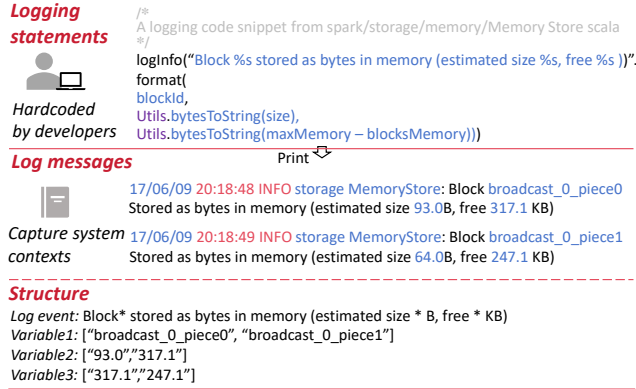 Logging
statements
/*
A logging code snippet from spark/storage/memory/Memory Store scala
*/
logInfo(“Block %s stored as bytes in memory (estimated size %s, free %s ))”.
format(
blockId,
Utils.bytesToString(size),
Utils.bytesToString(maxMemory – blocksMemory)))
Hardcoded
by developers
Print
Log messages
17/06/09 20:18:48 INFO storage MemoryStore: Block broadcast_0_piece0
Stored as bytes in memory (estimated size 93.0B, free 317.1 KB)
Capture system
contexts
17/06/09 20:18:49 INFO storage MemoryStore: Block broadcast_0_piece1
Stored as bytes in memory (estimated size 64.0B, free 247.1 KB)
Structure
Log event: Block* stored as bytes in memory (estimated size * B, free * KB)
Variable1: [“broadcast_0_piece0”, “broadcast_0_piece1”]
Variable2: [“93.0”,”317.1”]
Variable3: [“317.1”,”247.1”]